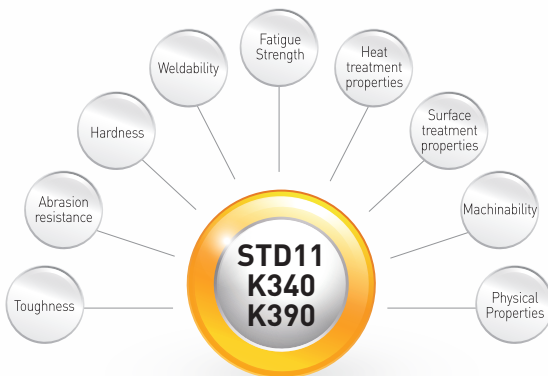 Fatigue
Strength
Weldability
Heat
treatment
properties
Hardness
Surface
treatment
properties
Abrasion
resistance
Machinability
Toughness
Physical
Properties
STD11
K340
K390